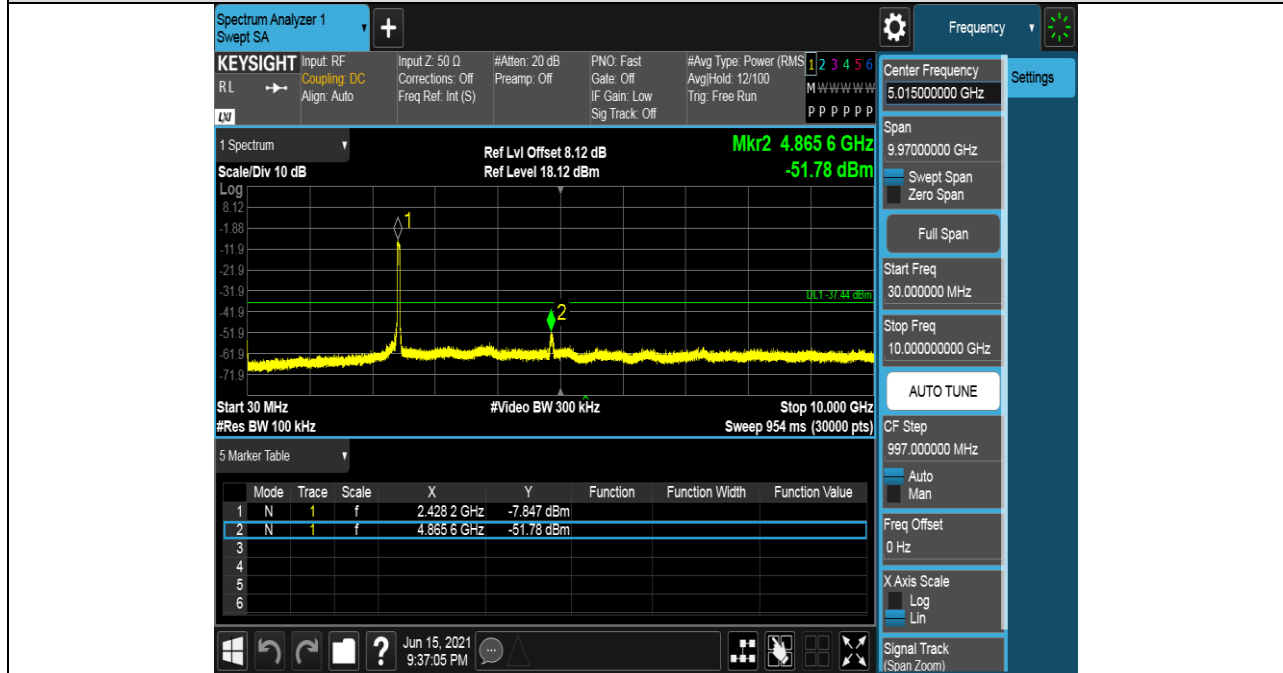 Spectrum Analyzer 1
Swept SA
+
Frequency
KEYSIGHT
RL
LXI
Input: RF
Coupling: DC
Align: Auto
Input Z: 50 Ω
Corrections: Off
Freq Ref: Int (S)
#Atten: 20 dB
Preamp: Off
PNO: Fast
Gate: Off
IF Gain: Low
Sig Track: Off
#Avg Type: Power (RMS
Avg|Hold: 12/100
Trig: Free Run
1 2 3 4 5 6
M W W W W W
P P P P P P
1 Spectrum
Scale/Div 10 dB
Ref Lvl Offset 8.12 dB
Ref Level 18.12 dBm
Mkr2 4.865 6 GHz
-51.78 dBm
Log
8.12
-1.88
-11.9
-21.9
-31.9
-41.9
-51.9
-61.9
-71.9
1
2
DL1 -37.44 dBm
Start 30 MHz
#Video BW 300 kHz
Stop 10.000 GHz
#Res BW 100 kHz
Sweep 954 ms (30000 pts)
5 Marker Table
Mode Trace Scale X Y Function Function Width Function Value
1 N 1 f 2.428 2 GHz -7.847 dBm
2 N 1 f 4.865 6 GHz -51.78 dBm
3
4
5
6
?
Jun 15, 2021
9:37:05 PM
Center Frequency
5.015000000 GHz
Settings
Span
9.97000000 GHz
Swept Span
Zero Span
Full Span
Start Freq
30.000000 MHz
Stop Freq
10.000000000 GHz
AUTO TUNE
CF Step
997.000000 MHz
Auto
Man
Freq Offset
0 Hz
X Axis Scale
Log
Lin
Signal Track
(Span Zoom)